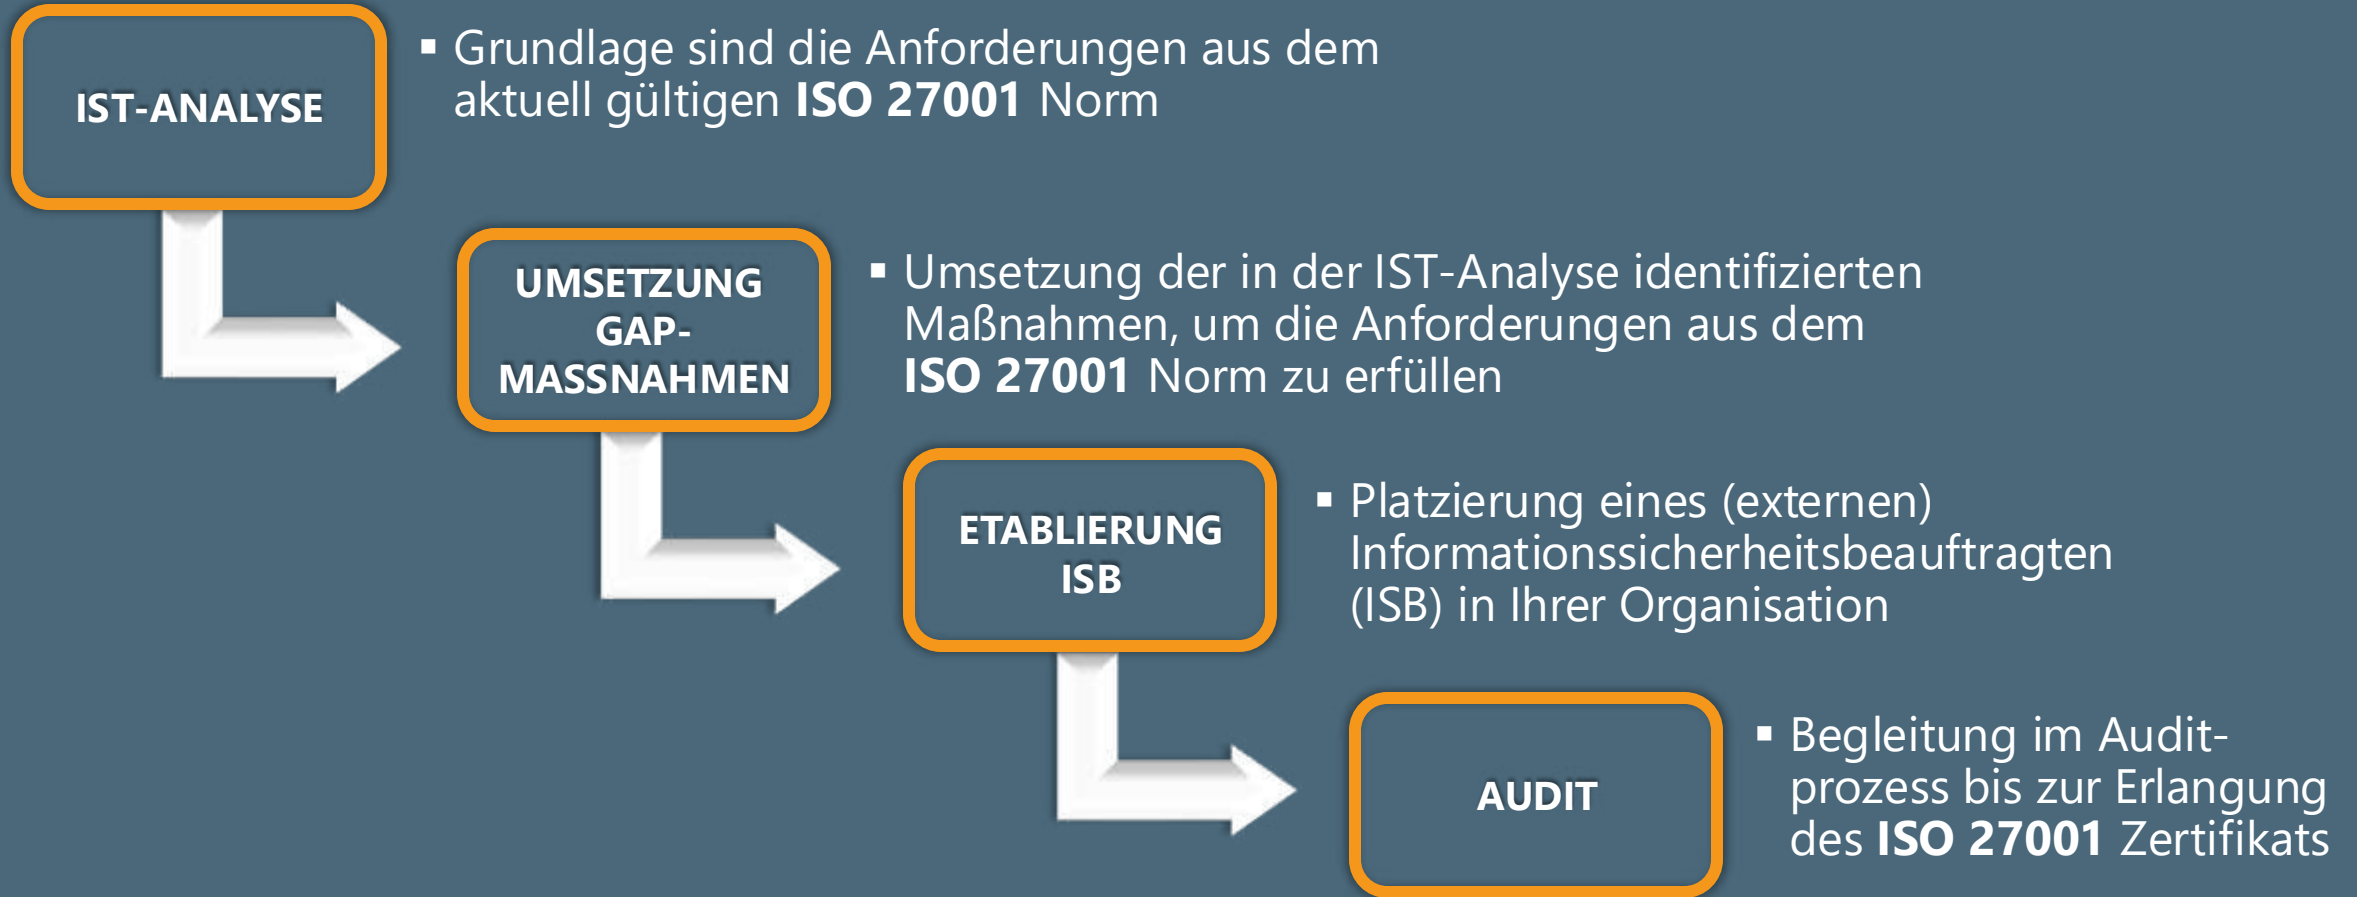 IST-ANALYSE
▪ Grundlage sind die Anforderungen aus dem
aktuell gültigen ISO 27001 Norm
UMSETZUNG
GAP-
MASSNAHMEN
▪ Umsetzung der in der IST-Analyse identifizierten
Maßnahmen, um die Anforderungen aus dem
ISO 27001 Norm zu erfüllen
ETABLIERUNG
ISB
▪ Platzierung eines (externen)
Informationssicherheitsbeauftragten
(ISB) in Ihrer Organisation
AUDIT
▪ Begleitung im Audit-
prozess bis zur Erlangung
des ISO 27001 Zertifikats